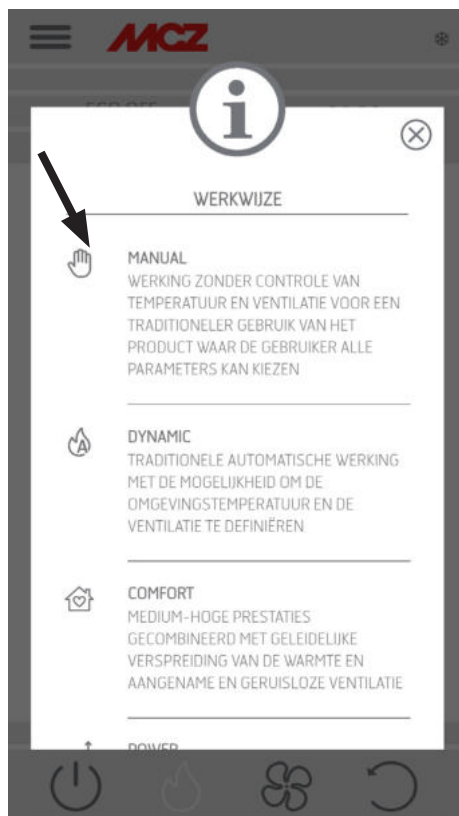 MCZ
WERKWIJZE
MANUAL
WERKING ZONDER CONTROLE VAN
TEMPERATUUR EN VENTILATIE VOOR EEN
TRADITIONELER GEBRUIK VAN HET
PRODUCT WAAR DE GEBRUIKER ALLE
PARAMETERS KAN KIEZEN
DYNAMIC
TRADITIONELE AUTOMATISCHE WERKING
MET DE MOGELIJKHEID OM DE
OMGEVINGSTEMPERATUUR EN DE
VENTILATIE TE DEFINIËREN
COMFORT
MEDIUM-HOGE PRESTATIES
GECOMBINEERD MET GELEIDELIJKE
VERSPREIDING VAN DE WARMTE EN
AANGENAME EN GERUISLOZE VENTILATIE
POWER